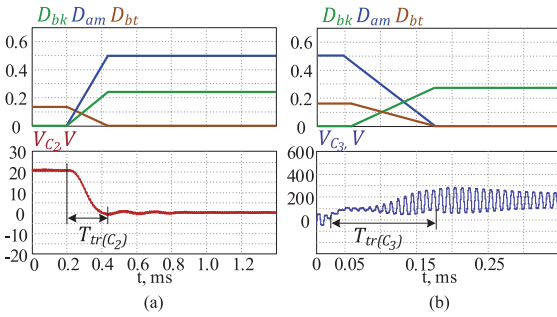 D_bk D_am D_bt
0.6
0.4
0.2
0
V_C2, V
30
20
10
0
-10
-20
T_tr(C2)
0 0.2 0.4 0.6 0.8 1.0 1.2
t, ms
(a)
D_bk D_am D_bt
0.6
0.4
0.2
0
V_C3, V
600
400
200
0
T_tr(C3)
0 0.05 0.15 0.25
t, ms
(b)